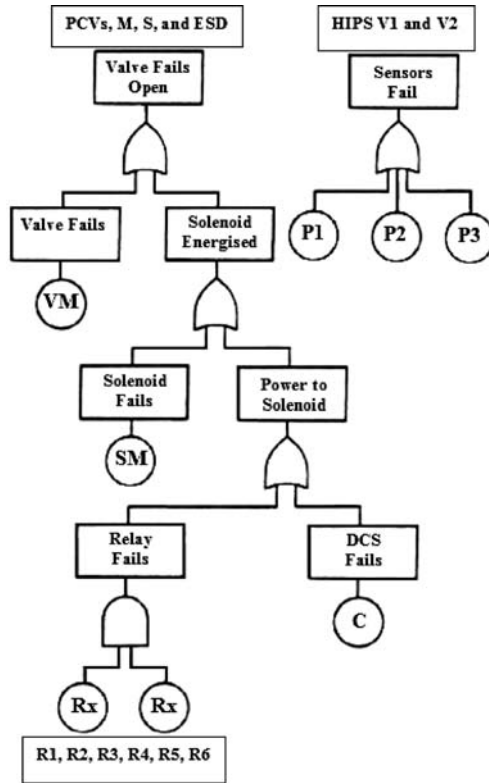 PCVs, M, S, and ESD
HIPS V1 and V2
Valve Fails
Open
Sensors
Fail
Valve Fails
Solenoid
Energised
P1
P2
P3
VM
Solenoid
Fails
Power to
Solenoid
SM
Relay
Fails
DCS
Fails
C
Rx
Rx
R1, R2, R3, R4, R5, R6